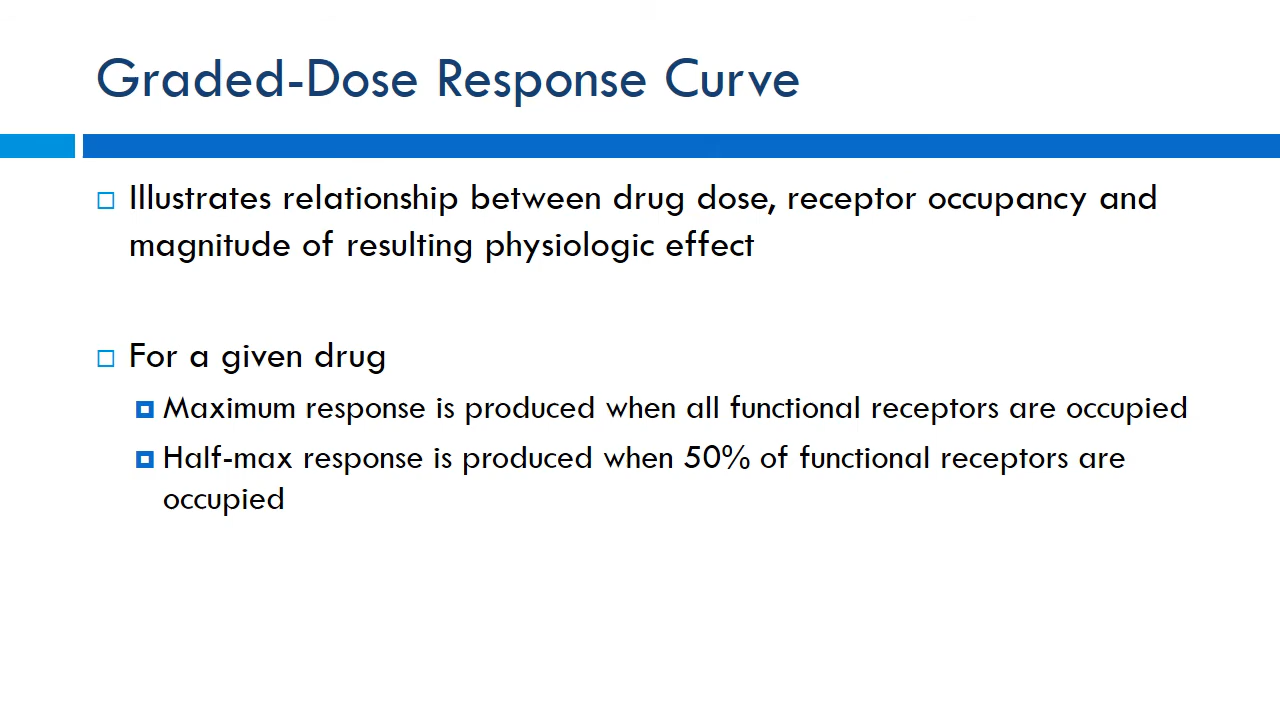 Graded-Dose Response Curve
Illustrates relationship between drug dose, receptor occupancy and
magnitude of resulting physiologic effect
For a given drug
Maximum response is produced when all functional receptors are occupied
Half-max response is produced when 50% of functional receptors are
occupied